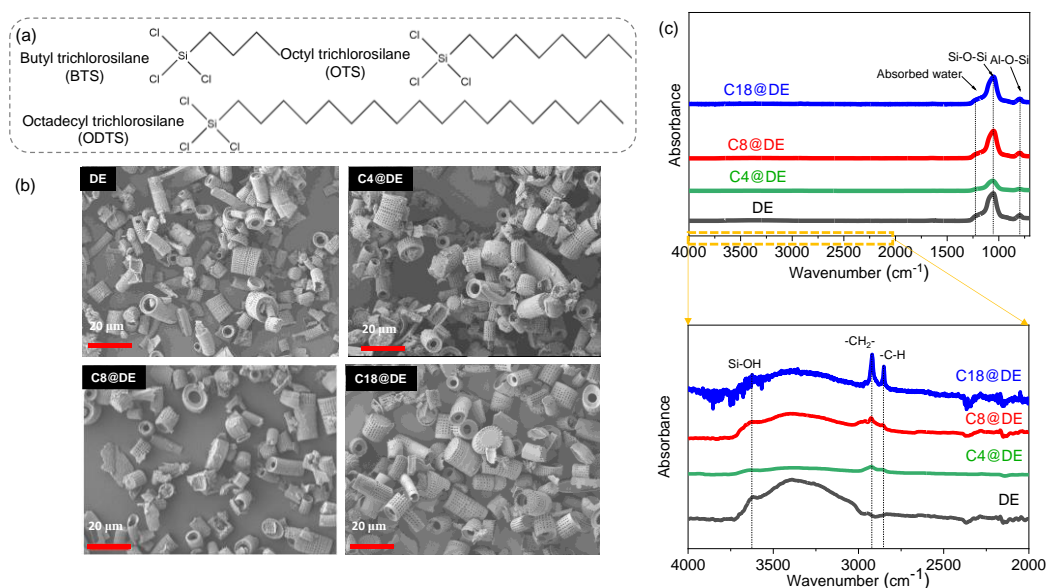 (a)
Butyl trichlorosilane
(BTS)
Cl
Cl
Si
Cl
Cl
Octyl trichlorosilane
(OTS)
Cl
Cl
Si
Cl
Cl
Octadecyl trichlorosilane
(ODTS)
Cl
Si
Cl
Cl
(b)
DE
20 μm
C4@DE
20 μm
C8@DE
20 μm
C18@DE
20 μm
(c)
Si-O-Si
Al-O-Si
Absorbed water
C18@DE
C8@DE
C4@DE
DE
Absorbance
4000 3500 3000 2500 2000 1500 1000
Wavenumber (cm-1)
-CH2-
-C-H
Si-OH
C18@DE
C8@DE
C4@DE
DE
Absorbance
4000 3500 3000 2500 2000
Wavenumber (cm-1)